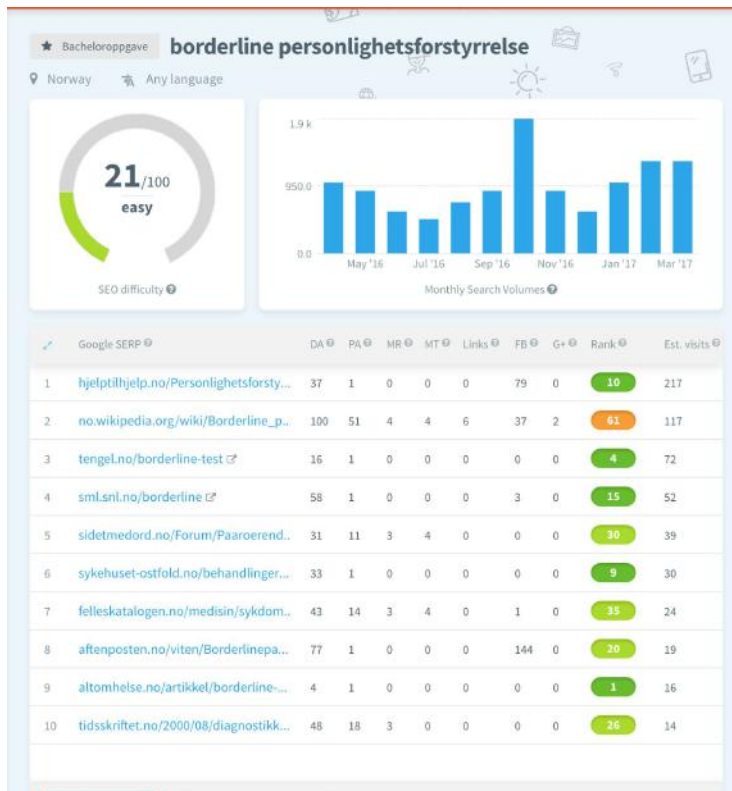 Bacheloroppgave borderline personlighetsforstyrrelse
Norway Any language
21/100
easy
SEO difficulty
1.9 k
950.0
0.0
May '16 Jul '16 Sep '16 Nov '16 Jan '17 Mar '17
Monthly Search Volumes
Google SERP DA PA MR MT Links FB G+ Rank Est. visits
1 hjelptilhjelp.no/Personlighetsforsty... 37 1 0 0 0 79 0 10 217
2 no.wikipedia.org/wiki/Borderline_p.. 100 51 4 4 6 37 2 61 117
3 tengel.no/borderline-test 16 1 0 0 0 0 0 4 72
4 sml.snl.no/borderline 58 1 0 0 0 3 0 15 52
5 sidetmedord.no/Forum/Paaroerend.. 31 11 3 4 0 0 0 30 39
6 sykehuset-ostfold.no/behandlinger... 33 1 0 0 0 0 0 9 30
7 felleskatalogen.no/medisin/sykdom.. 43 14 3 4 0 1 0 35 24
8 aftenposten.no/viten/Borderlinepa... 77 1 0 0 0 144 0 20 19
9 altomhelse.no/artikkel/borderline-... 4 1 0 0 0 0 0 1 16
10 tidsskriftet.no/2000/08/diagnostikk... 48 18 3 0 0 0 0 26 14